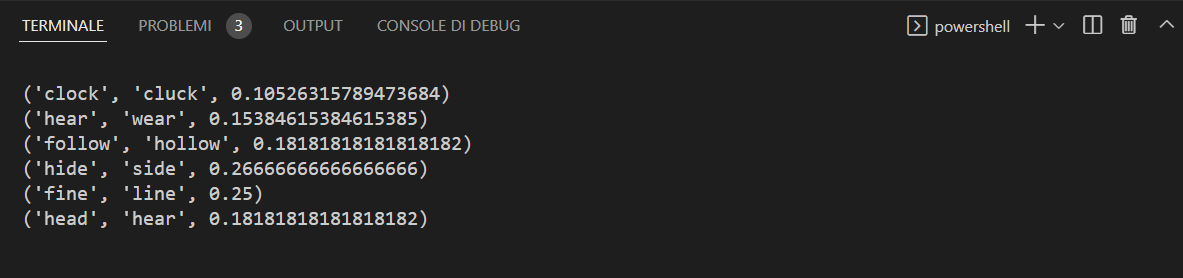 TERMINALE PROBLEMI 3 OUTPUT CONSOLE DI DEBUG powershell
('clock', 'cluck', 0.10526315789473684)
('hear', 'wear', 0.15384615384615385)
('follow', 'hollow', 0.18181818181818182)
('hide', 'side', 0.26666666666666666)
('fine', 'line', 0.25)
('head', 'hear', 0.18181818181818182)